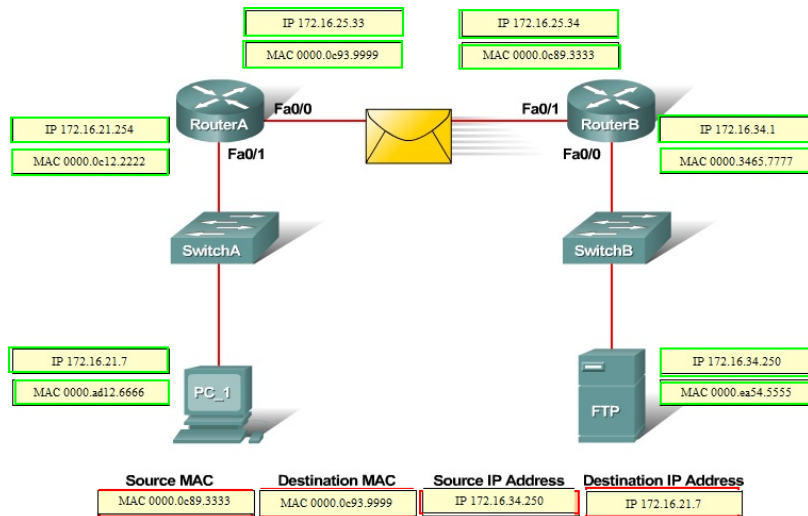 IP 172.16.25.33
IP 172.16.25.34
MAC 0000.0c93.9999
MAC 0000.0c89.3333
Fa0/0
Fa0/1
RouterA
RouterB
IP 172.16.21.254
IP 172.16.34.1
Fa0/1
Fa0/0
MAC 0000.0c12.2222
MAC 0000.3465.7777
SwitchA
SwitchB
IP 172.16.21.7
IP 172.16.34.250
MAC 0000.ad12.6666
MAC 0000.ea54.5555
PC_1
FTP
Source MAC Destination MAC Source IP Address Destination IP Address
MAC 0000.0c89.3333 MAC 0000.0c93.9999 IP 172.16.34.250 IP 172.16.21.7